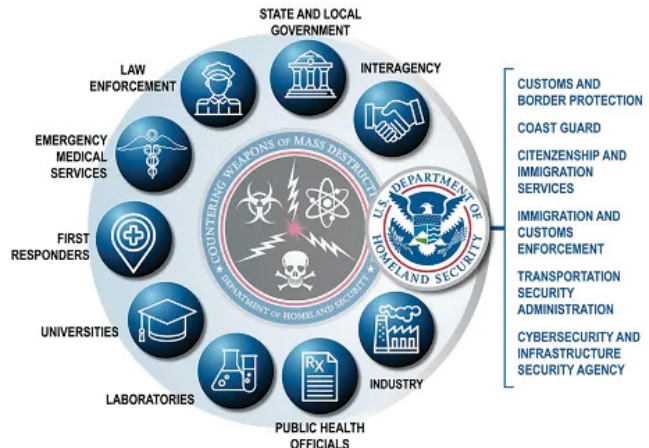 STATE AND LOCAL
GOVERNMENT
LAW
ENFORCEMENT
INTERAGENCY
EMERGENCY
MEDICAL
SERVICES
FIRST
RESPONDERS
UNIVERSITIES
LABORATORIES
PUBLIC HEALTH
OFFICIALS
INDUSTRY
Rx
COUNTERING WEAPONS OF MASS DESTRUCTI
DEPARTMENT OF HOMELAND SECURITY
U.S. DEPARTMENT OF
HOMELAND SECURITY
CUSTOMS AND
BORDER PROTECTION
COAST GUARD
CITENZENSHIP AND
IMMIGRATION
SERVICES
IMMIGRATION AND
CUSTOMS
ENFORCEMENT
TRANSPORTATION
SECURITY
ADMINISTRATION
CYBERSECURITY AND
INFRASTRUCTURE
SECURITY AGENCY